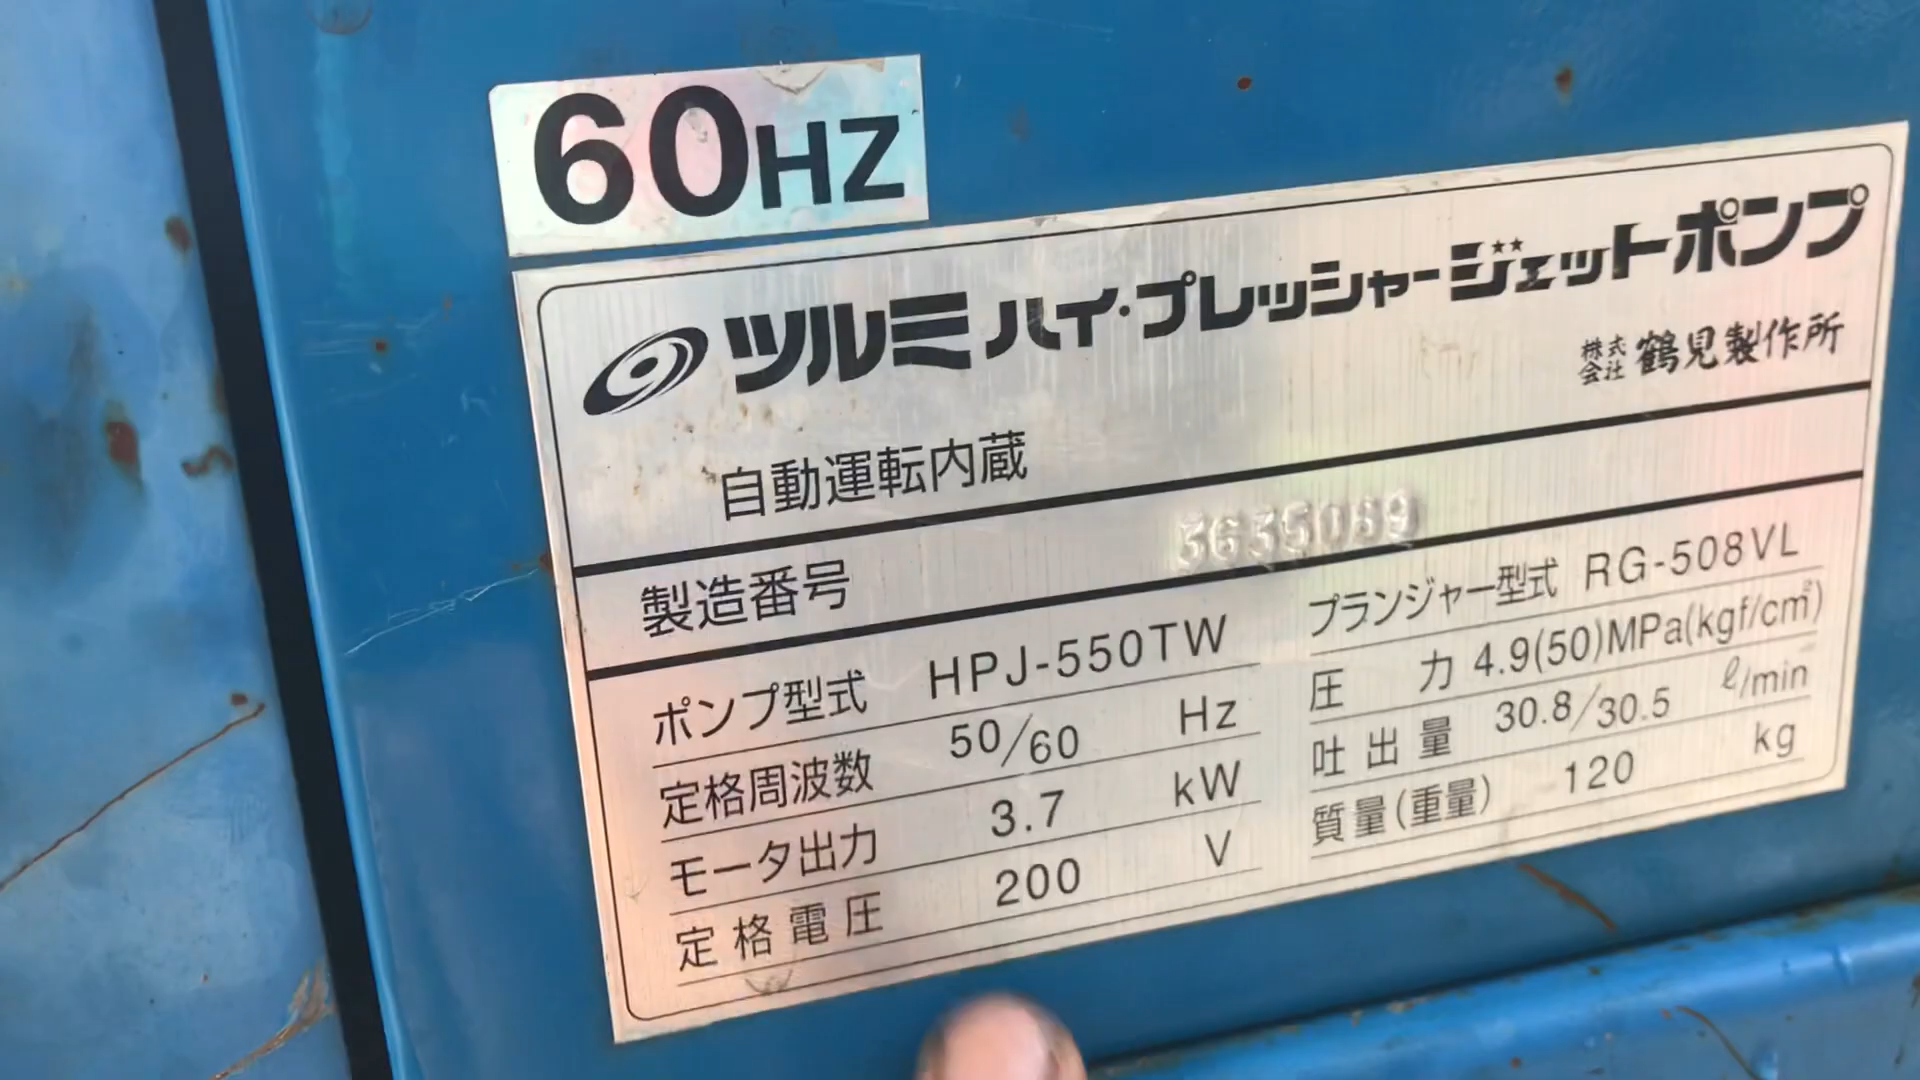 60HZ
ツルミ ハイ・プレッシャージェットポンプ
株式会社 鶴見製作所
自動運転内蔵
製造番号
ポンプ型式 HPJ-550TW
定格周波数 50/60 Hz
モータ出力 3.7 kW
定格電圧 200 V
プランジャー型式 RG-508VL
圧力 4.9(50)MPa(kgf/cm²)
吐出量 30.8/30.5 ℓ/min
質量(重量) 120 kg